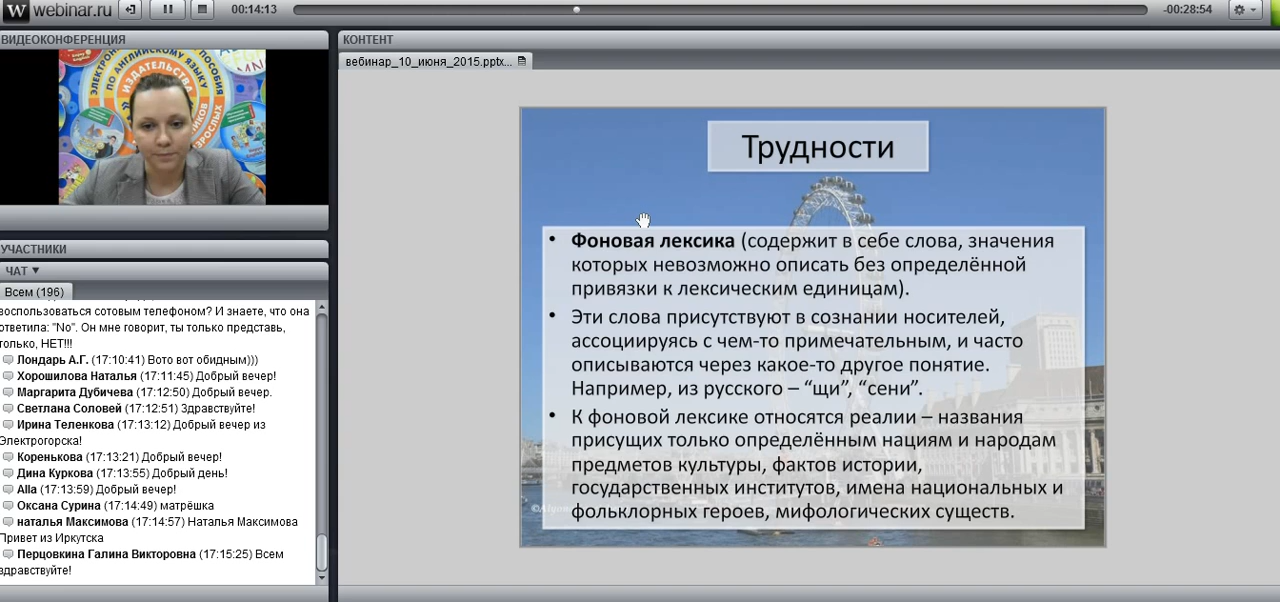 webinar.ru
00:14:13
-00:28:54
ВИДЕОКОНФЕРЕНЦИЯ
ЭЛЕКТРОН
ПО АНГЛИЙСКОМУ ЯЗЫКУ
ПОСОБИЯ
ИЗДАТЕЛЬСТВА
УЧАСТНИКИ
ЧАТ
Всем (196)
воспользоваться сотовым телефоном? И знаете, что она
ответила: "No". Он мне говорит, ты только представь,
только, НЕТ!!!
Лондарь А.Г. (17:10:41) Вото вот обидным)))
Хорошилова Наталья (17:11:45) Добрый вечер!
Маргарита Дубичева (17:12:50) Добрый вечер.
Светлана Соловей (17:12:51) Здравствуйте!
Ирина Теленкова (17:13:12) Добрый вечер из
Электрогорска!
Коренькова (17:13:21) Добрый вечер!
Дина Куркова (17:13:55) Добрый день!
Alla (17:13:59) Добрый вечер!
Оксана Сурина (17:14:49) матрёшка
наталья Максимова (17:14:57) Наталья Максимова
Привет из Иркутска
Перцовкина Галина Викторовна (17:15:25) Всем
здравствуйте!
КОНТЕНТ
вебинар_10_июня_2015.pptx...
Трудности
• Фоновая лексика (содержит в себе слова, значения
которых невозможно описать без определённой
привязки к лексическим единицам).
• Эти слова присутствуют в сознании носителей,
ассоциируясь с чем-то примечательным, и часто
описываются через какое-то другое понятие.
Например, из русского – “щи”, “сени”.
• К фоновой лексике относятся реалии – названия
присущих только определённым нациям и народам
предметов культуры, фактов истории,
государственных институтов, имена национальных и
фольклорных героев, мифологических существ.